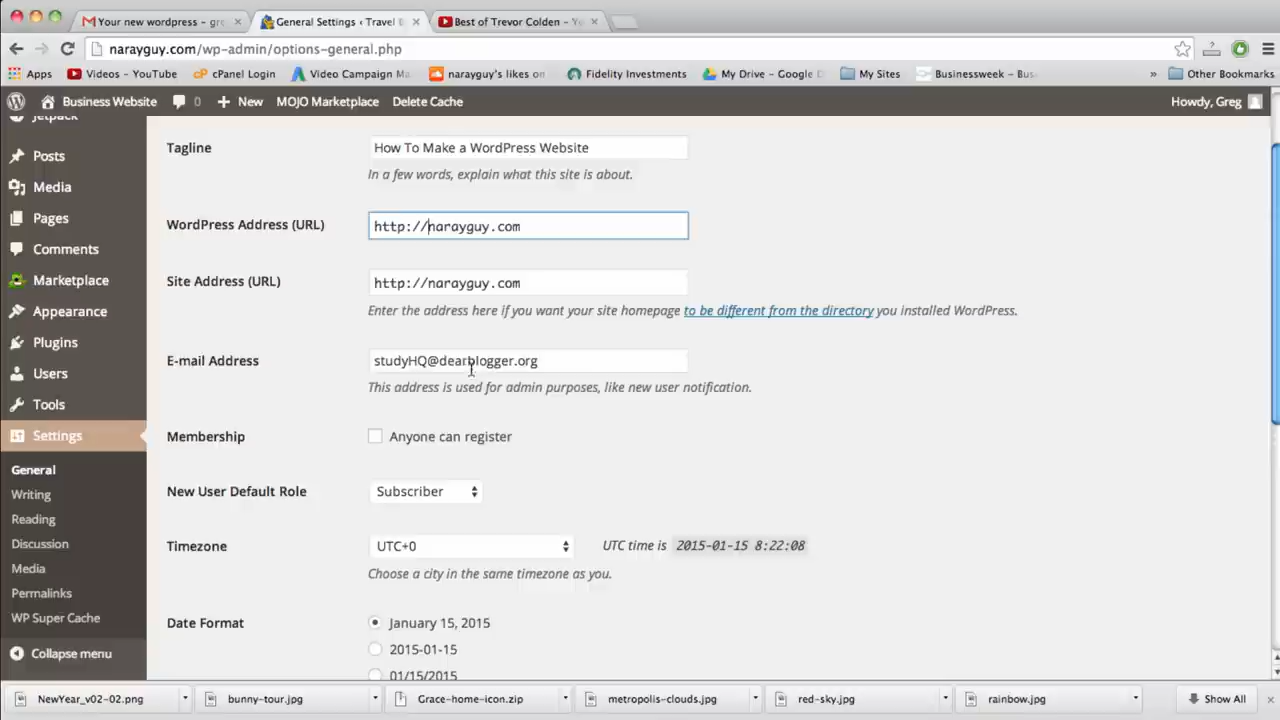 Your new wordpress - gr
General Settings ‹ Travel B
Best of Trevor Colden - Yo
narayguy.com/wp-admin/options-general.php
Apps
Videos - YouTube
cPanel Login
Video Campaign Ma
narayguy's likes on
Fidelity Investments
My Drive - Google D
My Sites
Businessweek - Bus
»
Other Bookmarks
Business Website
0
+ New
MOJO Marketplace
Delete Cache
Howdy, Greg
Jetpack
Posts
Media
Pages
Comments
Marketplace
Appearance
Plugins
Users
Tools
Settings
General
Writing
Reading
Discussion
Media
Permalinks
WP Super Cache
Collapse menu
Tagline
How To Make a WordPress Website
In a few words, explain what this site is about.
WordPress Address (URL)
http://narayguy.com
Site Address (URL)
http://narayguy.com
Enter the address here if you want your site homepage to be different from the directory you installed WordPress.
E-mail Address
studyHQ@dearblogger.org
This address is used for admin purposes, like new user notification.
Membership
Anyone can register
New User Default Role
Subscriber
Timezone
UTC+0
UTC time is 2015-01-15 8:22:08
Choose a city in the same timezone as you.
Date Format
January 15, 2015
2015-01-15
01/15/2015
NewYear_v02-02.png
bunny-tour.jpg
Grace-home-icon.zip
metropolis-clouds.jpg
red-sky.jpg
rainbow.jpg
Show All